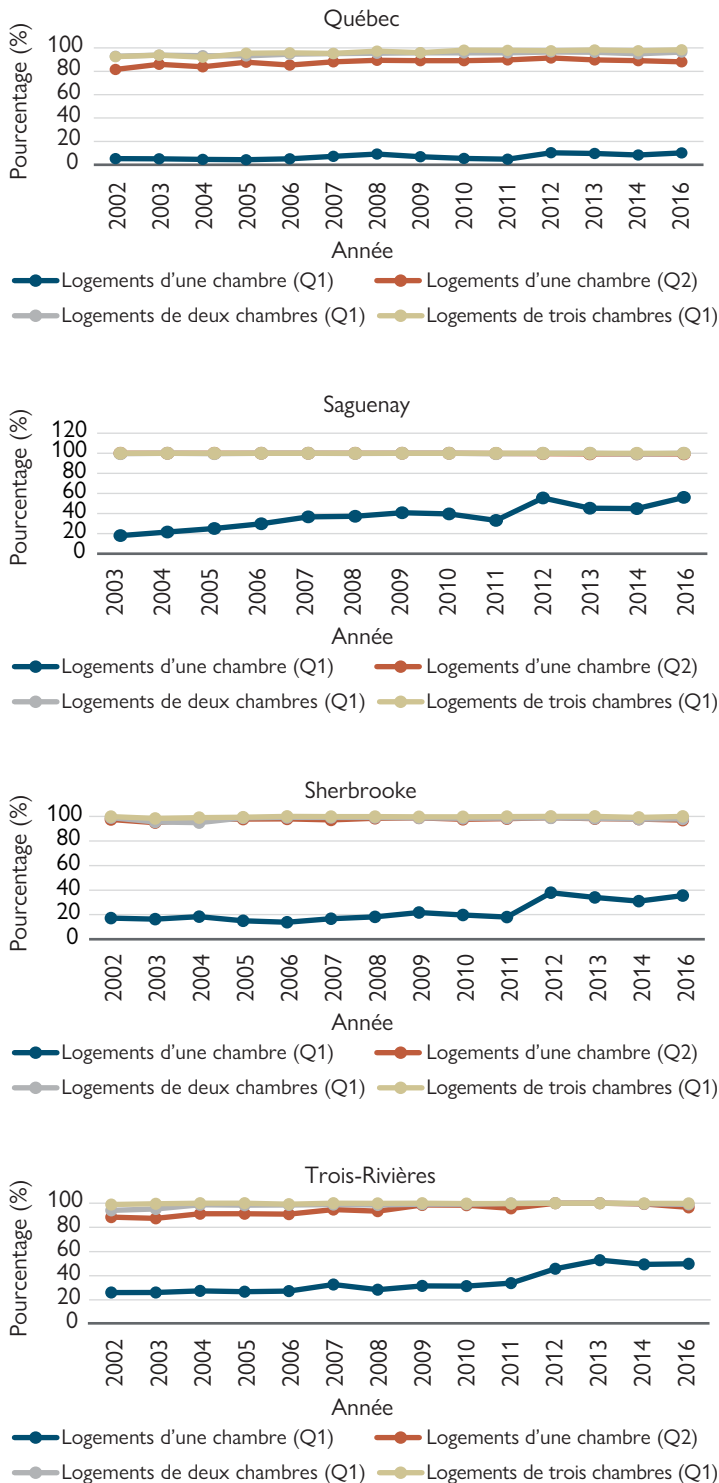 Québec
Pourcentage (%)
100
80
60
40
20
0
2002 2003 2004 2005 2006 2007 2008 2009 2010 2011 2012 2013 2014 2016
Année
Logements d’une chambre (Q1) Logements d’une chambre (Q2)
Logements de deux chambres (Q1) Logements de trois chambres (Q1)
Saguenay
Pourcentage (%)
120
100
80
60
40
20
0
2003 2004 2005 2006 2007 2008 2009 2010 2011 2012 2013 2014 2016
Année
Logements d’une chambre (Q1) Logements d’une chambre (Q2)
Logements de deux chambres (Q1) Logements de trois chambres (Q1)
Sherbrooke
Pourcentage (%)
100
80
60
40
20
0
2002 2003 2004 2005 2006 2007 2008 2009 2010 2011 2012 2013 2014 2016
Année
Logements d’une chambre (Q1) Logements d’une chambre (Q2)
Logements de deux chambres (Q1) Logements de trois chambres (Q1)
Trois-Rivières
Pourcentage (%)
100
80
60
40
20
0
2002 2003 2004 2005 2006 2007 2008 2009 2010 2011 2012 2013 2014 2016
Année
Logements d’une chambre (Q1) Logements d’une chambre (Q2)
Logements de deux chambres (Q1) Logements de trois chambres (Q1)